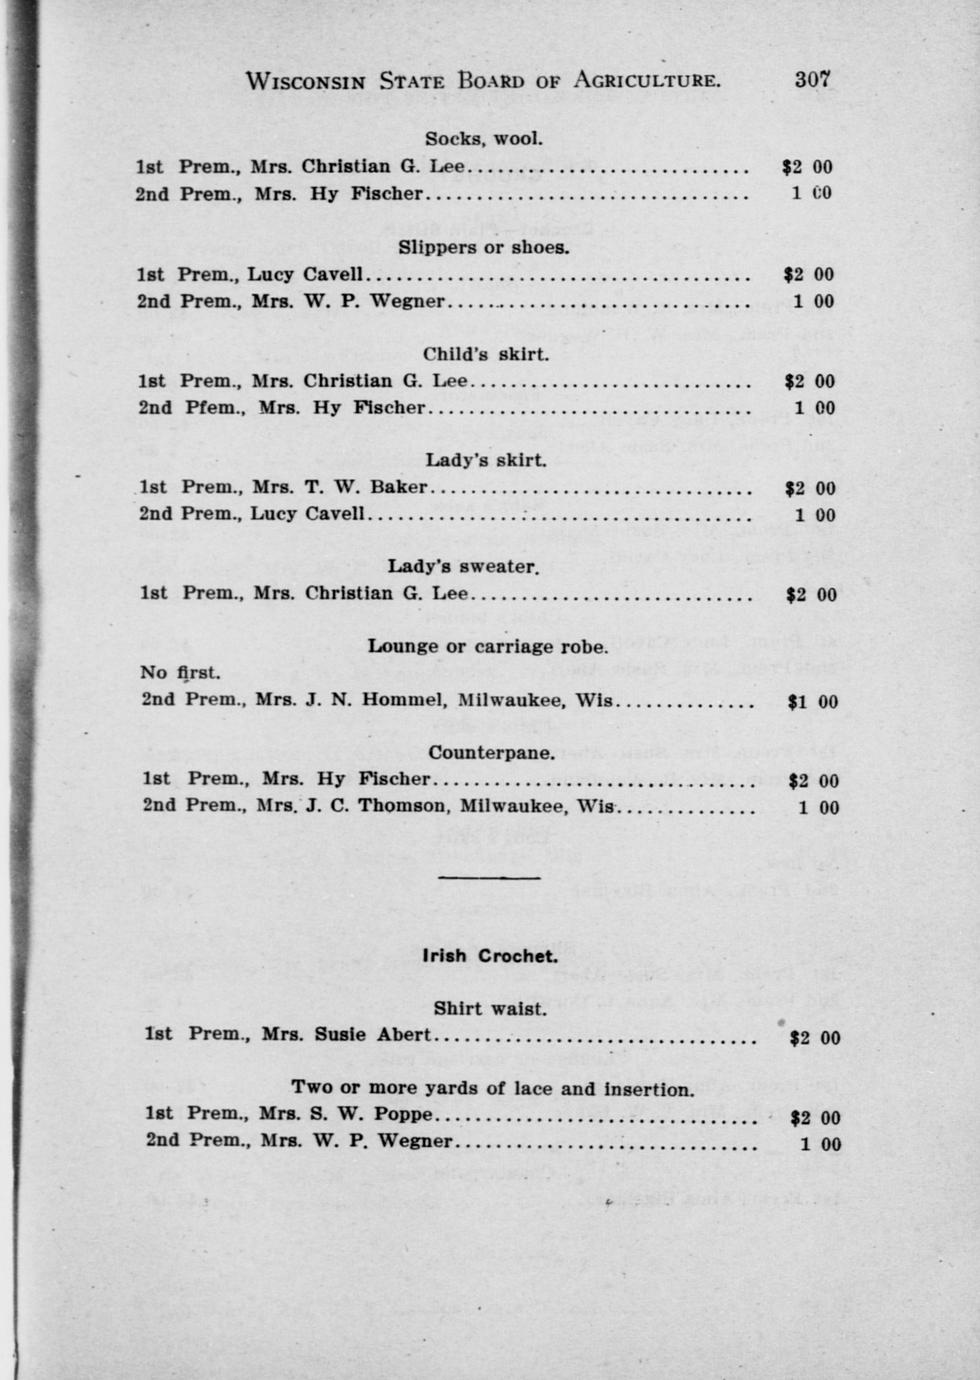 WISCONSIN STATE BOARD OF AGRICULTURE. 307
Socks, wool.
1st Prem., Mrs. Christian G. Lee............................ $2 00
2nd Prem., Mrs. Hy Fischer................................ 1 00
Slippers or shoes.
1st Prem., Lucy Cavell...................................... $2 00
2nd Prem., Mrs. W. P. Wegner.............................. 1 00
Child's skirt.
1st Prem., Mrs. Christian G. Lee............................ $2 00
2nd Pfem., Mrs. Hy Fischer................................ 1 00
Lady's skirt.
1st Prem., Mrs. T. W. Baker................................ $2 00
2nd Prem., Lucy Cavell...................................... 1 00
Lady's sweater.
1st Prem., Mrs. Christian G. Lee............................ $2 00
Lounge or carriage robe.
No first.
2nd Prem., Mrs. J. N. Hommel, Milwaukee, Wis.............. $1 00
Counterpane.
1st Prem., Mrs. Hy Fischer................................ $2 00
2nd Prem., Mrs. J. C. Thomson, Milwaukee, Wis.............. 1 00
Irish Crochet.
Shirt waist.
1st Prem., Mrs. Susie Abert................................ $2 00
Two or more yards of lace and insertion.
1st Prem., Mrs. S. W. Poppe................................ $2 00
2nd Prem., Mrs. W. P. Wegner.............................. 1 00